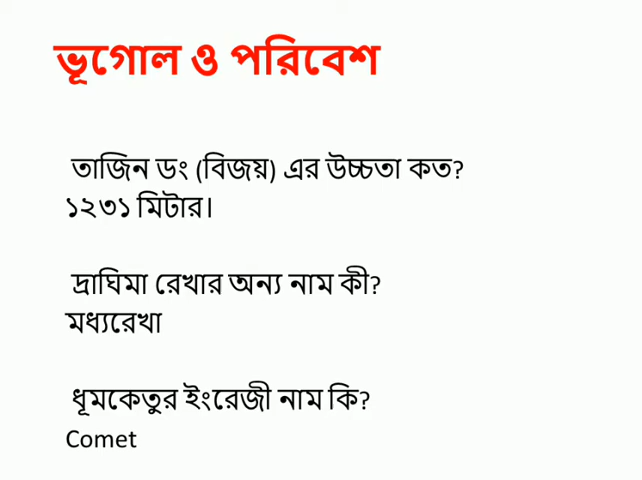 ভূগোল ও পরিবেশ
তাজিন ডং (বিজয়) এর উচ্চতা কত?
১২৩১ মিটার।
দ্রাঘিমা রেখার অন্য নাম কী?
মধ্যরেখা
ধূমকেতুর ইংরেজী নাম কি?
Comet